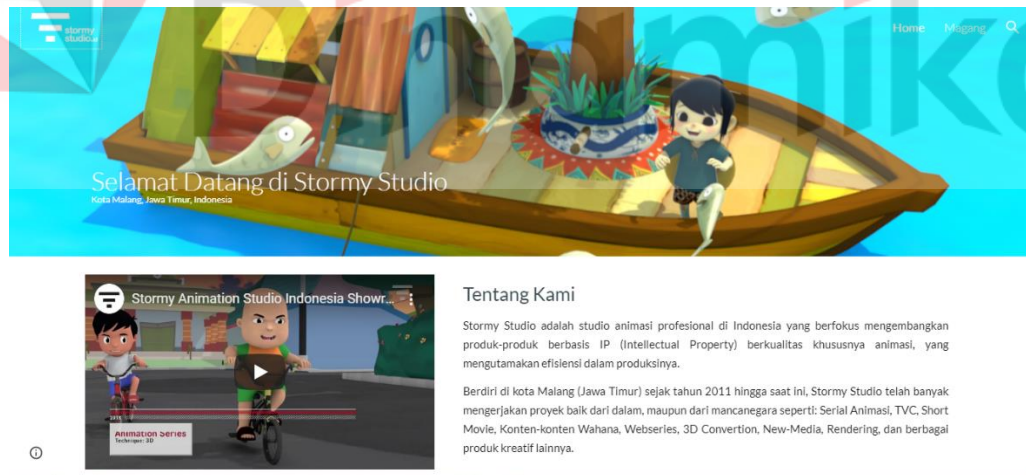 Dinamika
stormy
studio.id
Home Magang
Selamat Datang di Stormy Studio
Kota Malang, Jawa Timur, Indonesia
Stormy Animation Studio Indonesia Showr...
2015
Animation Series
Technique: 3D
Tentang Kami
Stormy Studio adalah studio animasi profesional di Indonesia yang berfokus mengembangkan
produk-produk berbasis IP (Intellectual Property) berkualitas khususnya animasi, yang
mengutamakan efisiensi dalam produksinya.
Berdiri di kota Malang (Jawa Timur) sejak tahun 2011 hingga saat ini, Stormy Studio telah banyak
mengerjakan proyek baik dari dalam, maupun dari mancanegara seperti: Serial Animasi, TVC, Short
Movie, Konten-konten Wahana, Webseries, 3D Convertion, New-Media, Rendering, dan berbagai
produk kreatif lainnya.